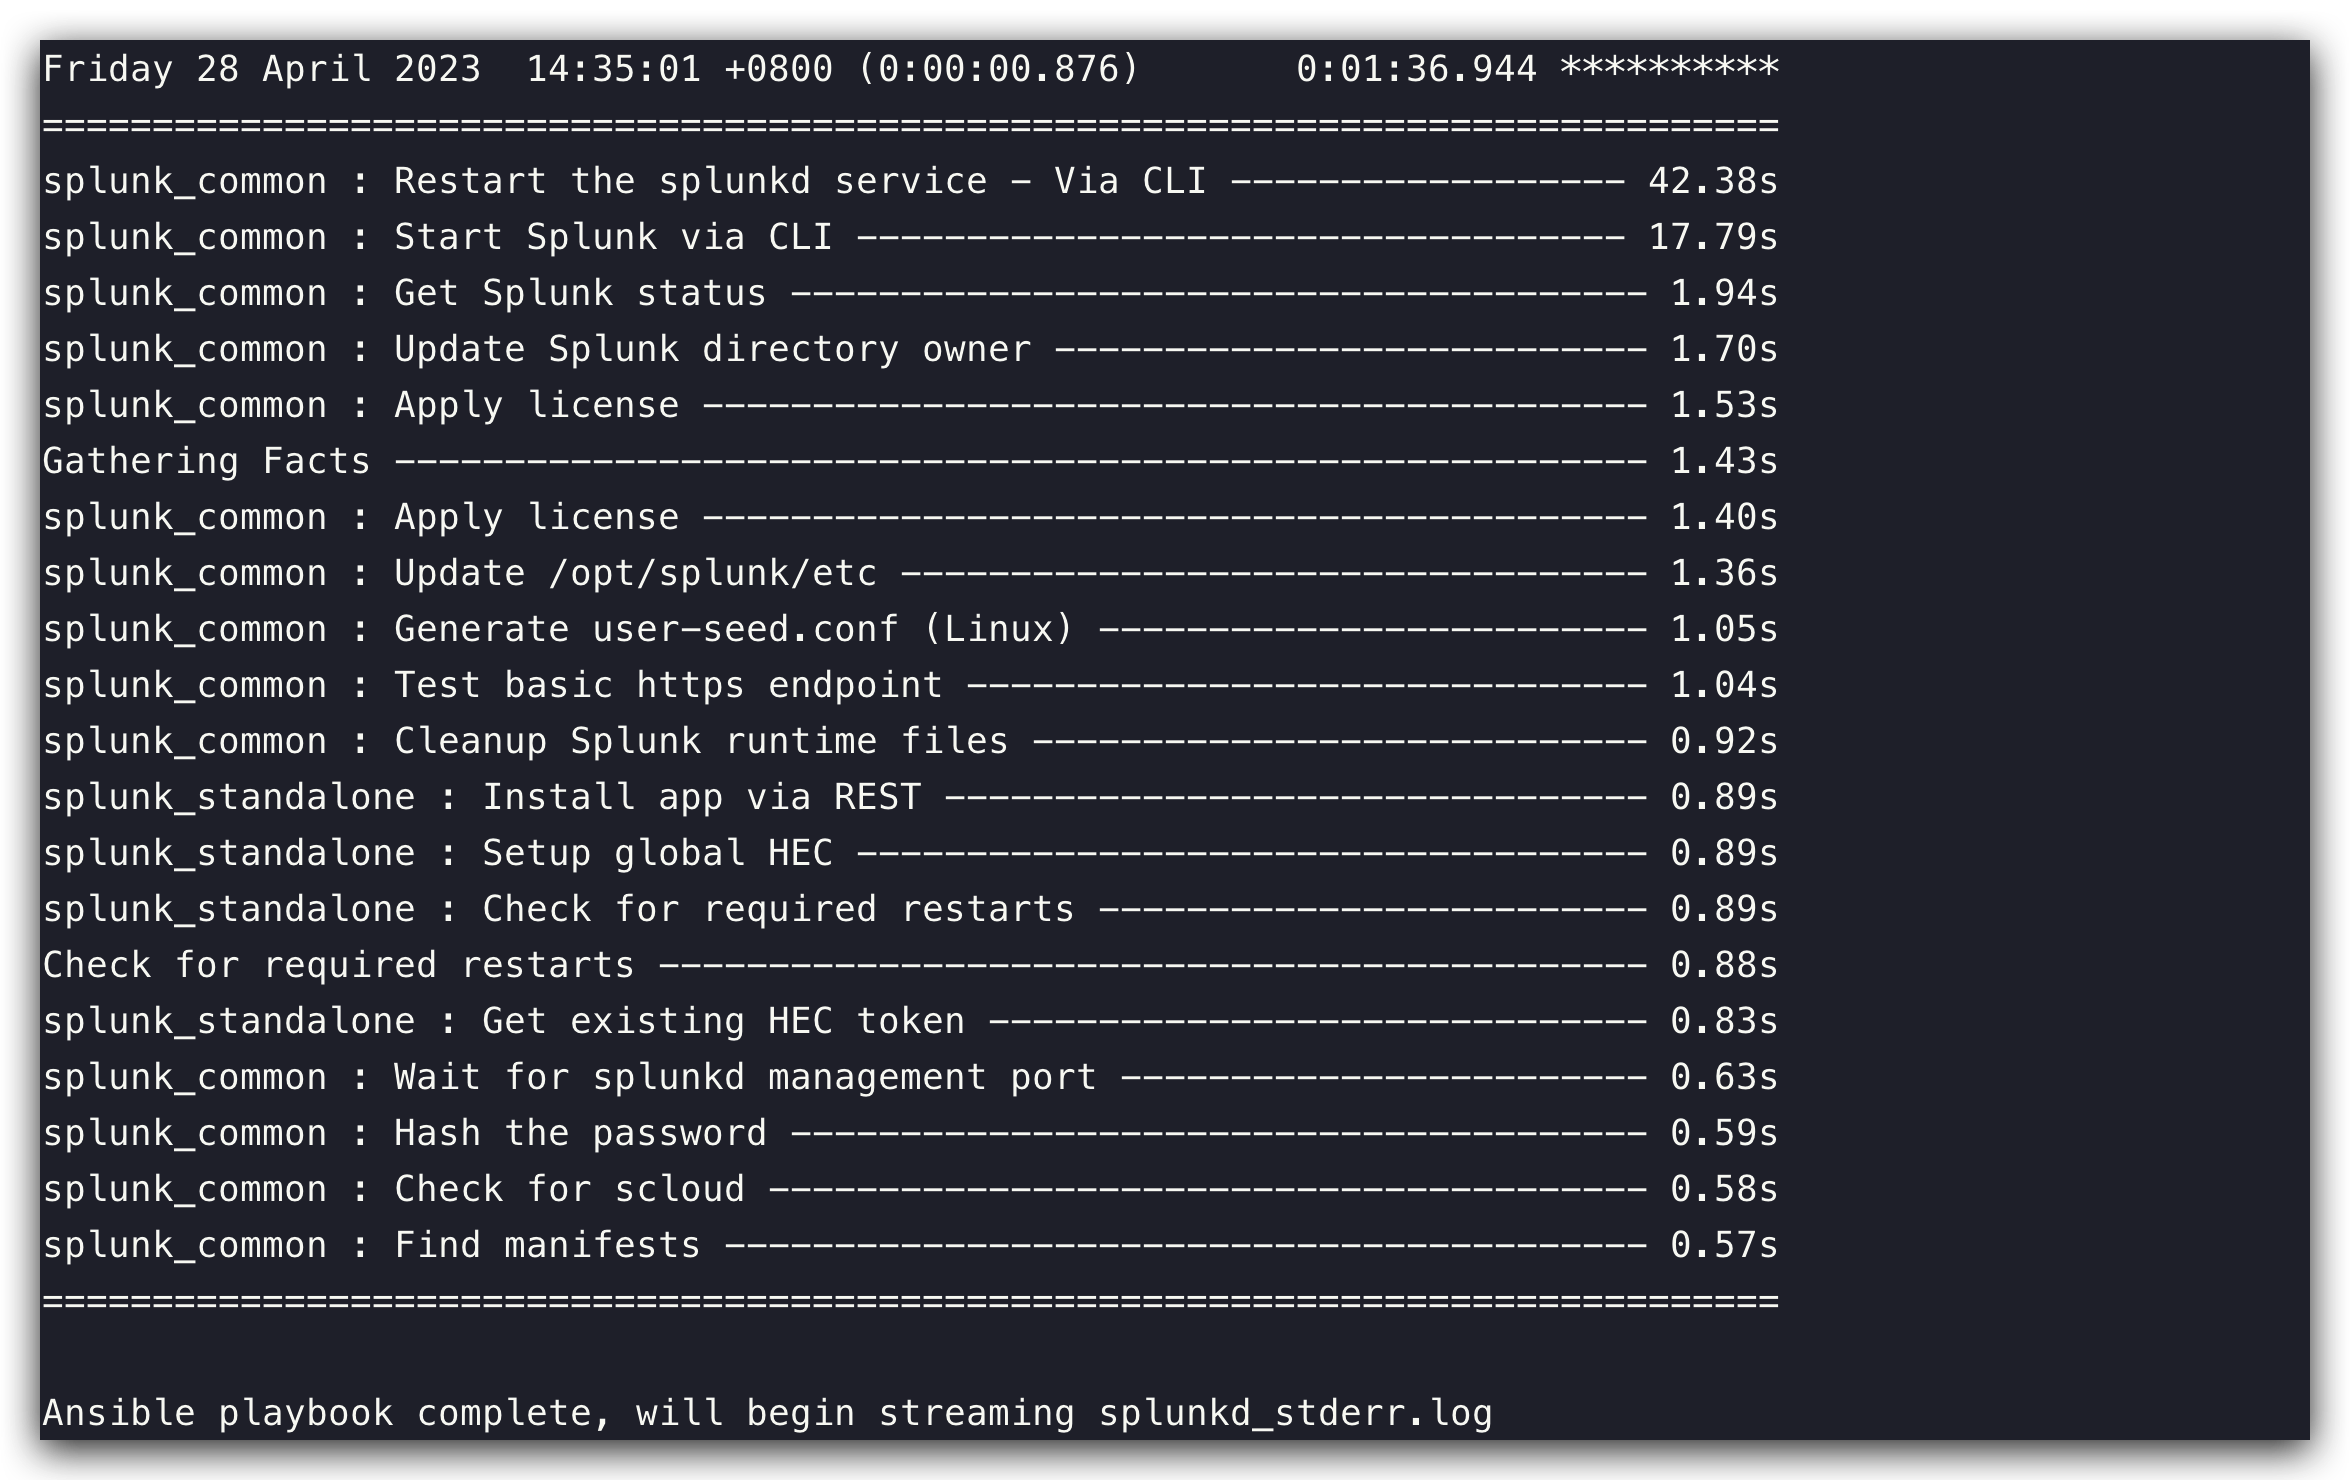 Friday 28 April 2023  14:35:01 +0800 (0:00:00.876)       0:01:36.944 **********
===============================================================================
splunk_common : Restart the splunkd service - Via CLI ------------------ 42.38s
splunk_common : Start Splunk via CLI ----------------------------------- 17.79s
splunk_common : Get Splunk status --------------------------------------- 1.94s
splunk_common : Update Splunk directory owner --------------------------- 1.70s
splunk_common : Apply license ------------------------------------------- 1.53s
Gathering Facts --------------------------------------------------------- 1.43s
splunk_common : Apply license ------------------------------------------- 1.40s
splunk_common : Update /opt/splunk/etc ---------------------------------- 1.36s
splunk_common : Generate user-seed.conf (Linux) ------------------------- 1.05s
splunk_common : Test basic https endpoint ------------------------------- 1.04s
splunk_common : Cleanup Splunk runtime files ---------------------------- 0.92s
splunk_standalone : Install app via REST -------------------------------- 0.89s
splunk_standalone : Setup global HEC ------------------------------------ 0.89s
splunk_standalone : Check for required restarts ------------------------- 0.89s
Check for required restarts --------------------------------------------- 0.88s
splunk_standalone : Get existing HEC token ------------------------------ 0.83s
splunk_common : Wait for splunkd management port ------------------------ 0.63s
splunk_common : Hash the password --------------------------------------- 0.59s
splunk_common : Check for scloud ---------------------------------------- 0.58s
splunk_common : Find manifests ------------------------------------------ 0.57s
===============================================================================
Ansible playbook complete, will begin streaming splunkd_stderr.log